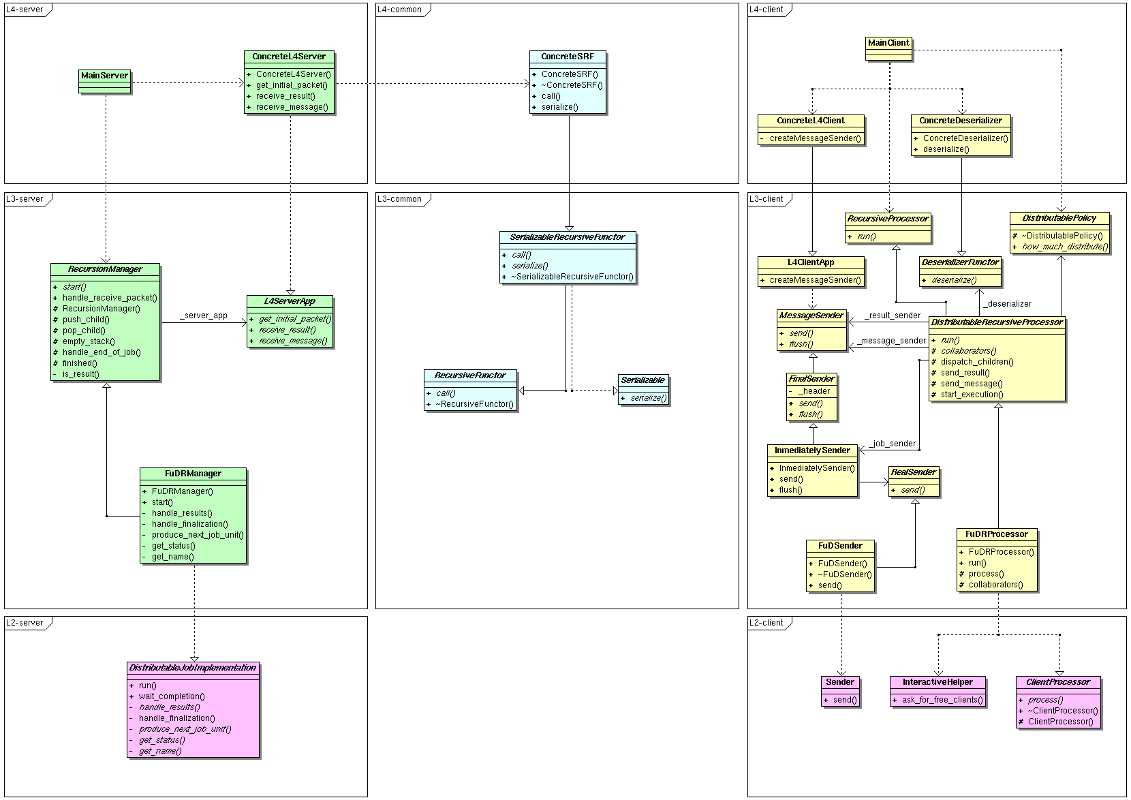 L4-server
MainServer
ConcreteL4Server
+ ConcreteL4Server()
+ get_initial_packet()
+ receive_result()
+ receive_message()
L4-common
ConcreteSRF
+ ConcreteSRF()
+ ~ConcreteSRF()
+ call()
+ serialize()
L4-client
MainClient
ConcreteL4Client
- createMessageSender()
ConcreteDeserializer
+ ConcreteDeserializer()
+ deserialize()
L3-server
RecursionManager
+ start()
+ handle_receive_packet()
# RecursionManager()
# push_child()
# pop_child()
# empty_stack()
# handle_end_of_job()
# finished()
- is_result()
_server_app
L4ServerApp
+ get_initial_packet()
+ receive_result()
+ receive_message()
FuDRManager
+ FuDRManager()
+ start()
- handle_results()
- handle_finalization()
- produce_next_job_unit()
- get_status()
- get_name()
L3-common
SerializableRecursiveFunctor
+ call()
+ serialize()
+ ~SerializableRecursiveFunctor()
RecursiveFunctor
+ call()
+ ~RecursiveFunctor()
Serializable
+ serialize()
L3-client
RecursiveProcessor
+ run()
DistributablePolicy
# ~DistributablePolicy()
+ how_much_distribute()
L4ClientApp
+ createMessageSender()
DeserializerFunctor
+ deserialize()
_deserializer
MessageSender
+ send()
+ flush()
_result_sender
_message_sender
DistributableRecursiveProcessor
+ run()
# collaborators()
# dispatch_children()
# send_result()
# send_message()
# start_execution()
FinalSender
- _header
+ send()
+ flush()
_job_sender
InmediatelySender
+ InmediatelySender()
+ send()
+ flush()
RealSender
+ send()
FuDSender
+ FuDSender()
+ ~FuDSender()
+ send()
FuDRProcessor
+ FuDRProcessor()
+ run()
# process()
# collaborators()
L2-server
DistributableJobImplementation
+ run()
+ wait_completion()
- handle_results()
- handle_finalization()
- produce_next_job_unit()
- get_status()
- get_name()
L2-client
Sender
+ send()
InteractiveHelper
+ ask_for_free_clients()
ClientProcessor
+ process()
+ ~ClientProcessor()
# ClientProcessor()